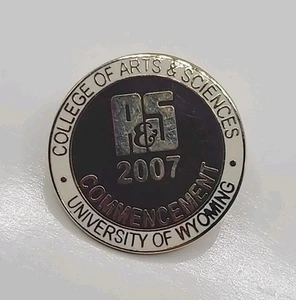 COLLEGE OF ARTS & SCIENCES
A&S
2007
COMMENCEMENT
UNIVERSITY OF WYOMING